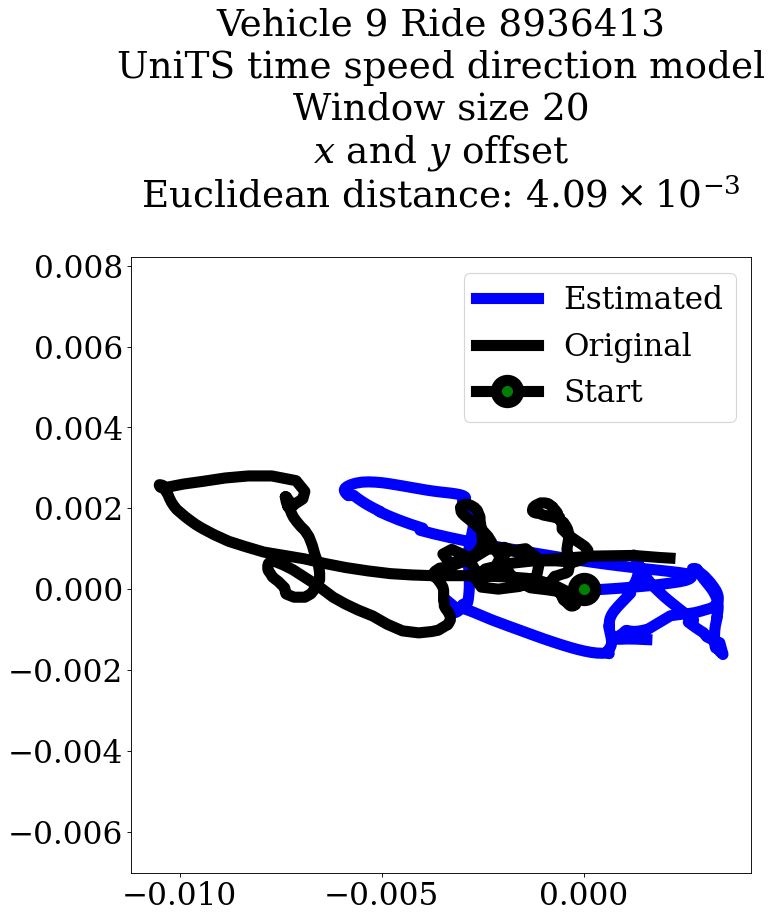 Vehicle 9 Ride 8936413
UniTS time speed direction model
Window size 20
x and y offset
Euclidean distance: 4.09 × 10⁻³
Estimated
Original
Start
0.008
0.006
0.004
0.002
0.000
−0.002
−0.004
−0.006
−0.010
−0.005
0.000